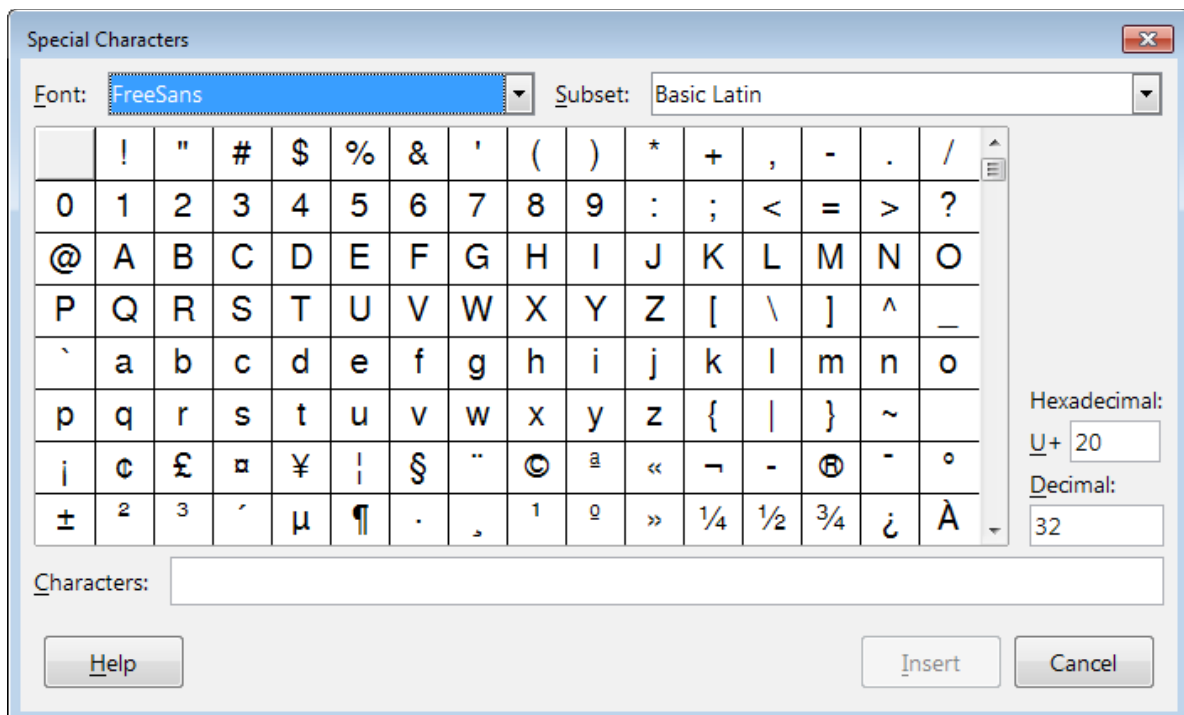 Special Characters
Font: FreeSans Subset: Basic Latin
! " # $ % & ' ( ) * + , - . /
0 1 2 3 4 5 6 7 8 9 : ; < = > ?
@ A B C D E F G H I J K L M N O
P Q R S T U V W X Y Z [ \ ] ^ _
` a b c d e f g h i j k l m n o
p q r s t u v w x y z { | } ~
¡ ¢ £ ¤ ¥ ¦ § ¨ © ª « ¬ - ® ¯ °
± ² ³ ´ µ ¶ · ¸ ¹ º » ¼ ½ ¾ ¿ À
Hexadecimal:
U+ 20
Decimal:
32
Characters:
Help Insert Cancel